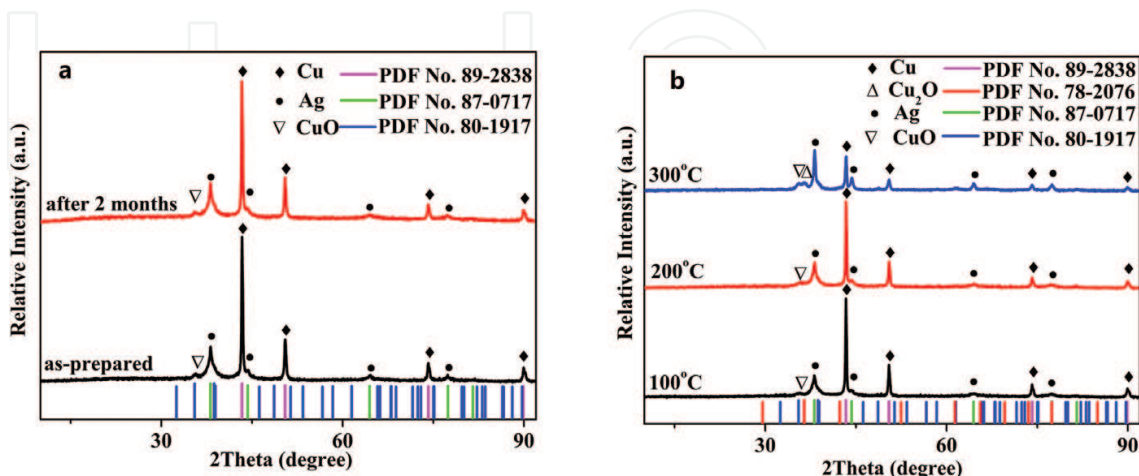 a
Cu PDF No. 89-2838
Ag PDF No. 87-0717
CuO PDF No. 80-1917
after 2 months
as-prepared
Relative Intensity (a.u.)
30 60 90
2Theta (degree)
b
Cu PDF No. 89-2838
Cu₂O PDF No. 78-2076
Ag PDF No. 87-0717
CuO PDF No. 80-1917
300°C
200°C
100°C
Relative Intensity (a.u.)
30 60 90
2Theta (degree)